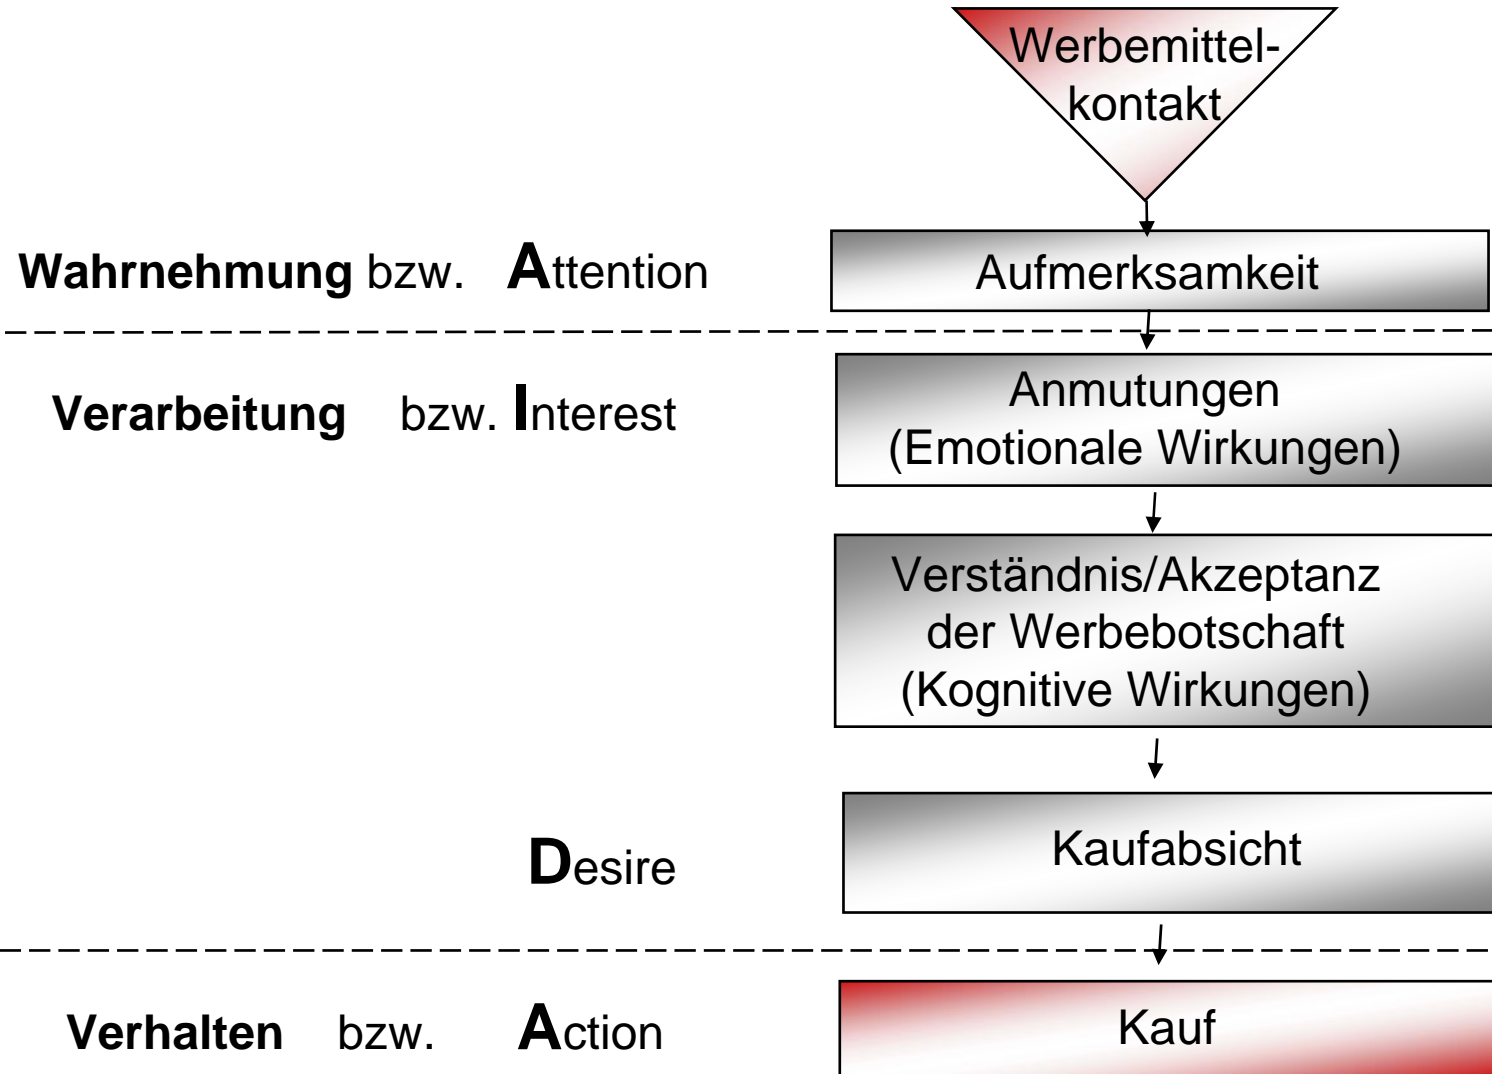 Werbemittel-
kontakt
Wahrnehmung bzw. Attention
Aufmerksamkeit
Verarbeitung bzw. Interest
Anmutungen
(Emotionale Wirkungen)
Verständnis/Akzeptanz
der Werbebotschaft
(Kognitive Wirkungen)
Desire
Kaufabsicht
Verhalten bzw. Action
Kauf